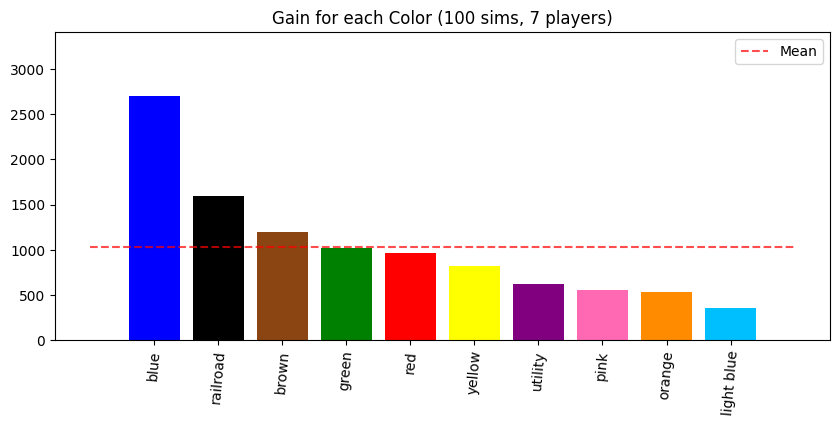 Gain for each Color (100 sims, 7 players)
Mean
3000
2500
2000
1500
1000
500
0
blue
railroad
brown
green
red
yellow
utility
pink
orange
light blue